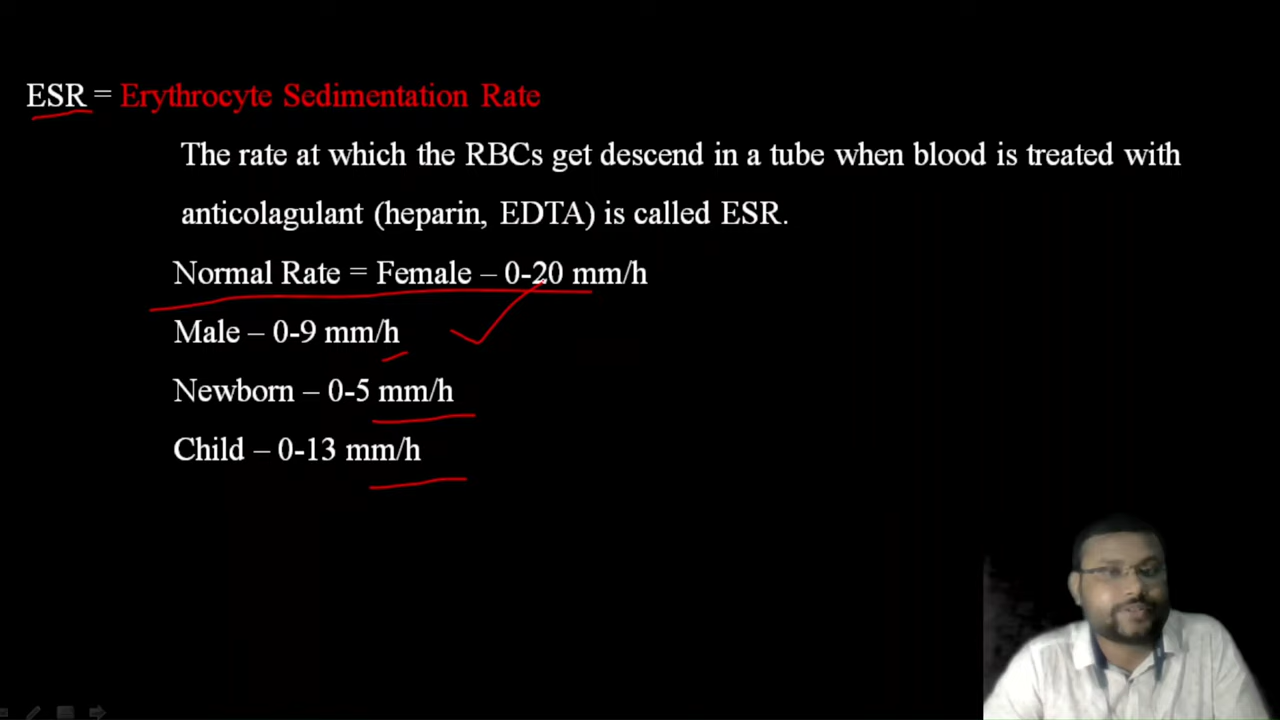 ESR = Erythrocyte Sedimentation Rate
The rate at which the RBCs get descend in a tube when blood is treated with
anticolagulant (heparin, EDTA) is called ESR.
Normal Rate = Female – 0-20 mm/h
Male – 0-9 mm/h
Newborn – 0-5 mm/h
Child – 0-13 mm/h